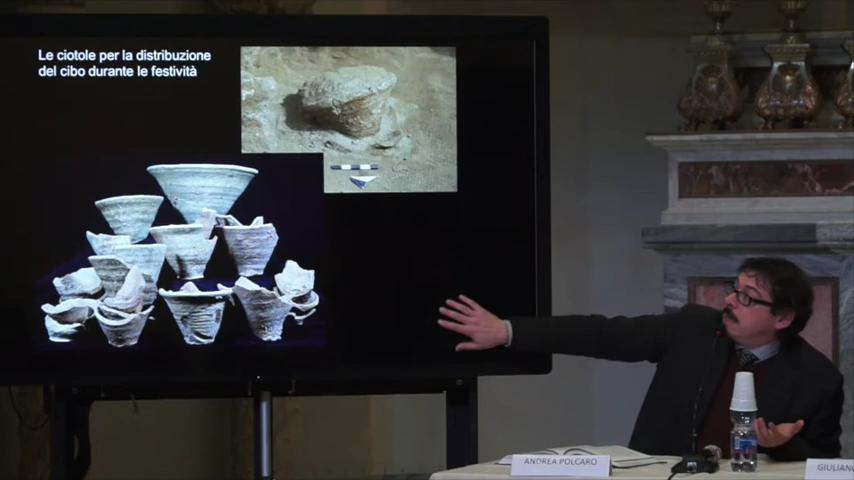 Le ciotole per la distribuzione
del cibo durante le festività
ANDREA POLCARO
GIULIAN